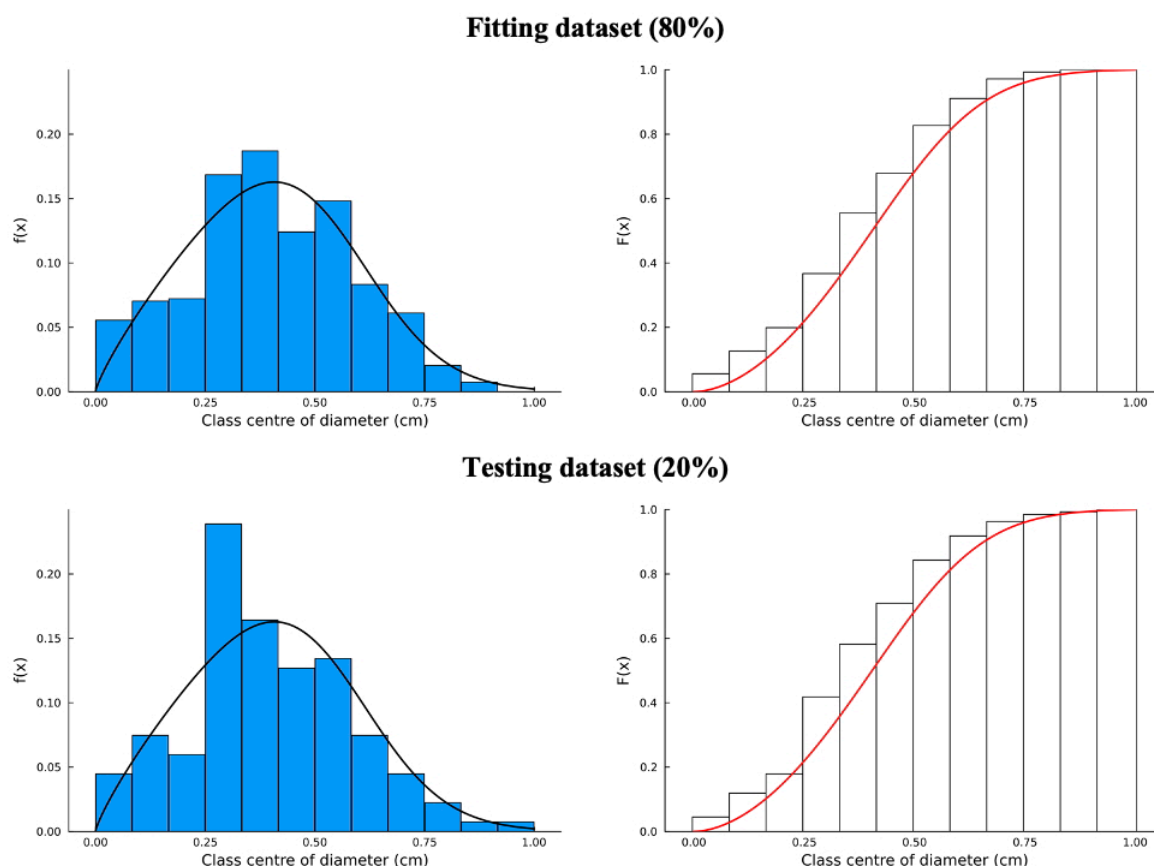 Fitting dataset (80%)
f(x)
0.20
0.15
0.10
0.05
0.00
0.00 0.25 0.50 0.75 1.00
Class centre of diameter (cm)
F(x)
1.0
0.8
0.6
0.4
0.2
0.0
0.00 0.25 0.50 0.75 1.00
Class centre of diameter (cm)
Testing dataset (20%)
f(x)
0.20
0.15
0.10
0.05
0.00
0.00 0.25 0.50 0.75 1.00
Class centre of diameter (cm)
F(x)
1.0
0.8
0.6
0.4
0.2
0.0
0.00 0.25 0.50 0.75 1.00
Class centre of diameter (cm)